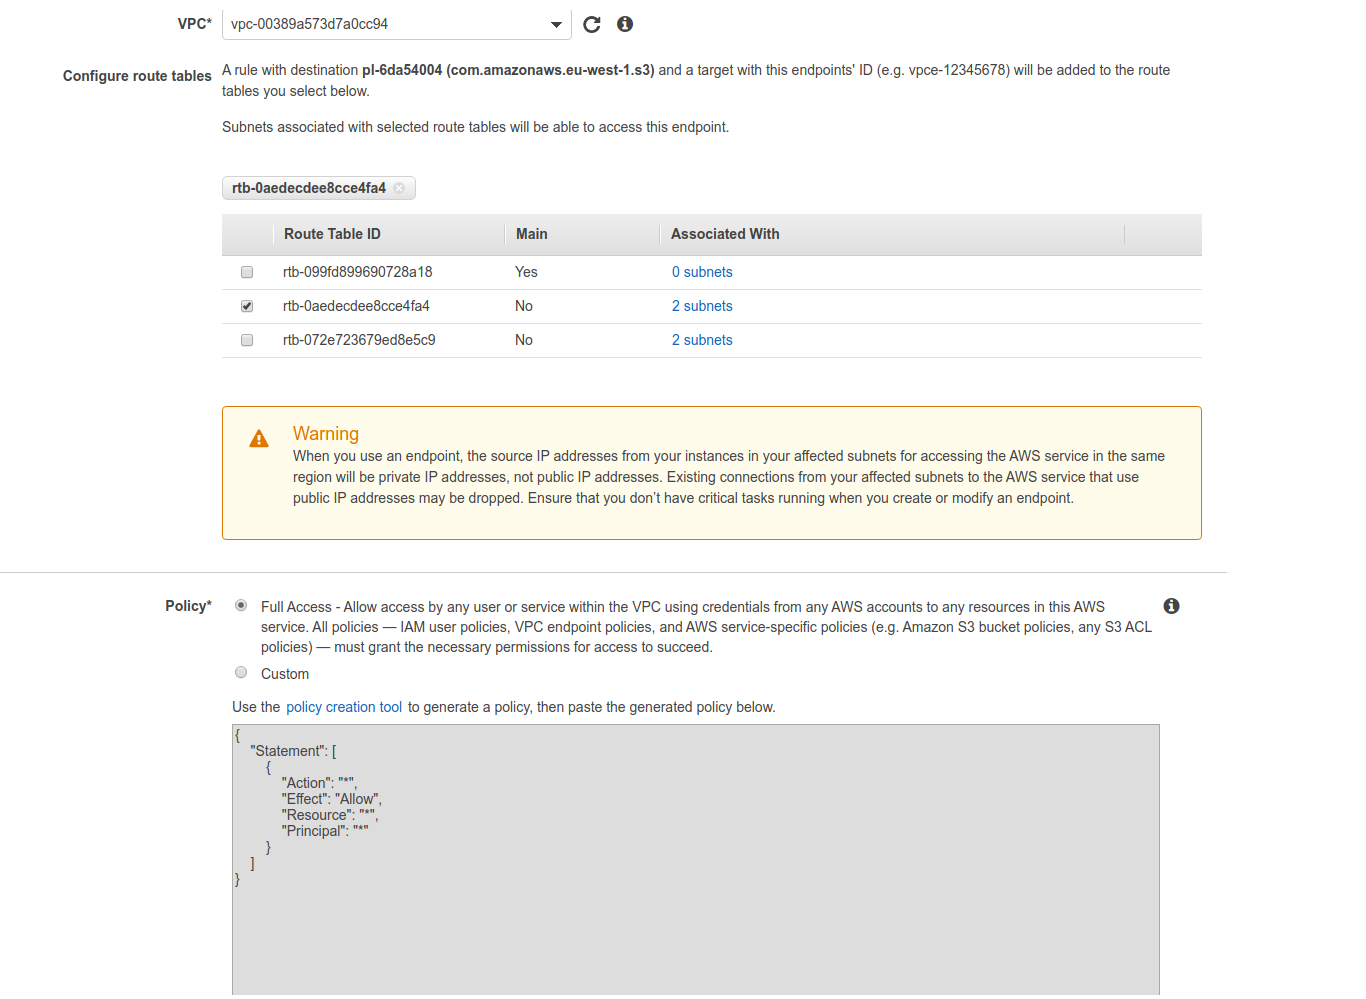 VPC* vpc-00389a573d7a0cc94
Configure route tables A rule with destination pl-6da54004 (com.amazonaws.eu-west-1.s3) and a target with this endpoints' ID (e.g. vpce-12345678) will be added to the route
tables you select below.
Subnets associated with selected route tables will be able to access this endpoint.
rtb-0aedecdee8cce4fa4
Route Table ID Main Associated With
rtb-099fd899690728a18 Yes 0 subnets
rtb-0aedecdee8cce4fa4 No 2 subnets
rtb-072e723679ed8e5c9 No 2 subnets
Warning
When you use an endpoint, the source IP addresses from your instances in your affected subnets for accessing the AWS service in the same
region will be private IP addresses, not public IP addresses. Existing connections from your affected subnets to the AWS service that use
public IP addresses may be dropped. Ensure that you don’t have critical tasks running when you create or modify an endpoint.
Policy* Full Access - Allow access by any user or service within the VPC using credentials from any AWS accounts to any resources in this AWS
service. All policies — IAM user policies, VPC endpoint policies, and AWS service-specific policies (e.g. Amazon S3 bucket policies, any S3 ACL
policies) — must grant the necessary permissions for access to succeed.
Custom
Use the policy creation tool to generate a policy, then paste the generated policy below.
{
"Statement": [
{
"Action": "*",
"Effect": "Allow",
"Resource": "*",
"Principal": "*"
}
]
}